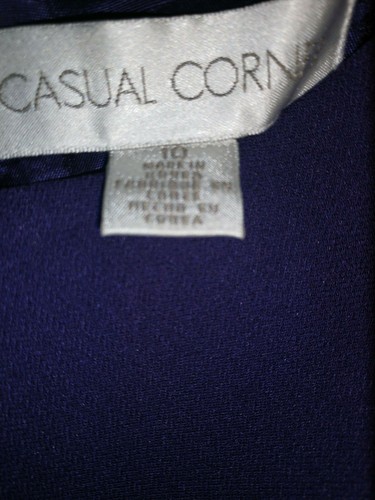 CASUAL CORN
10
MADE IN
KOREA
FABRIQUE EN
COREE
HECHO EN
COREA